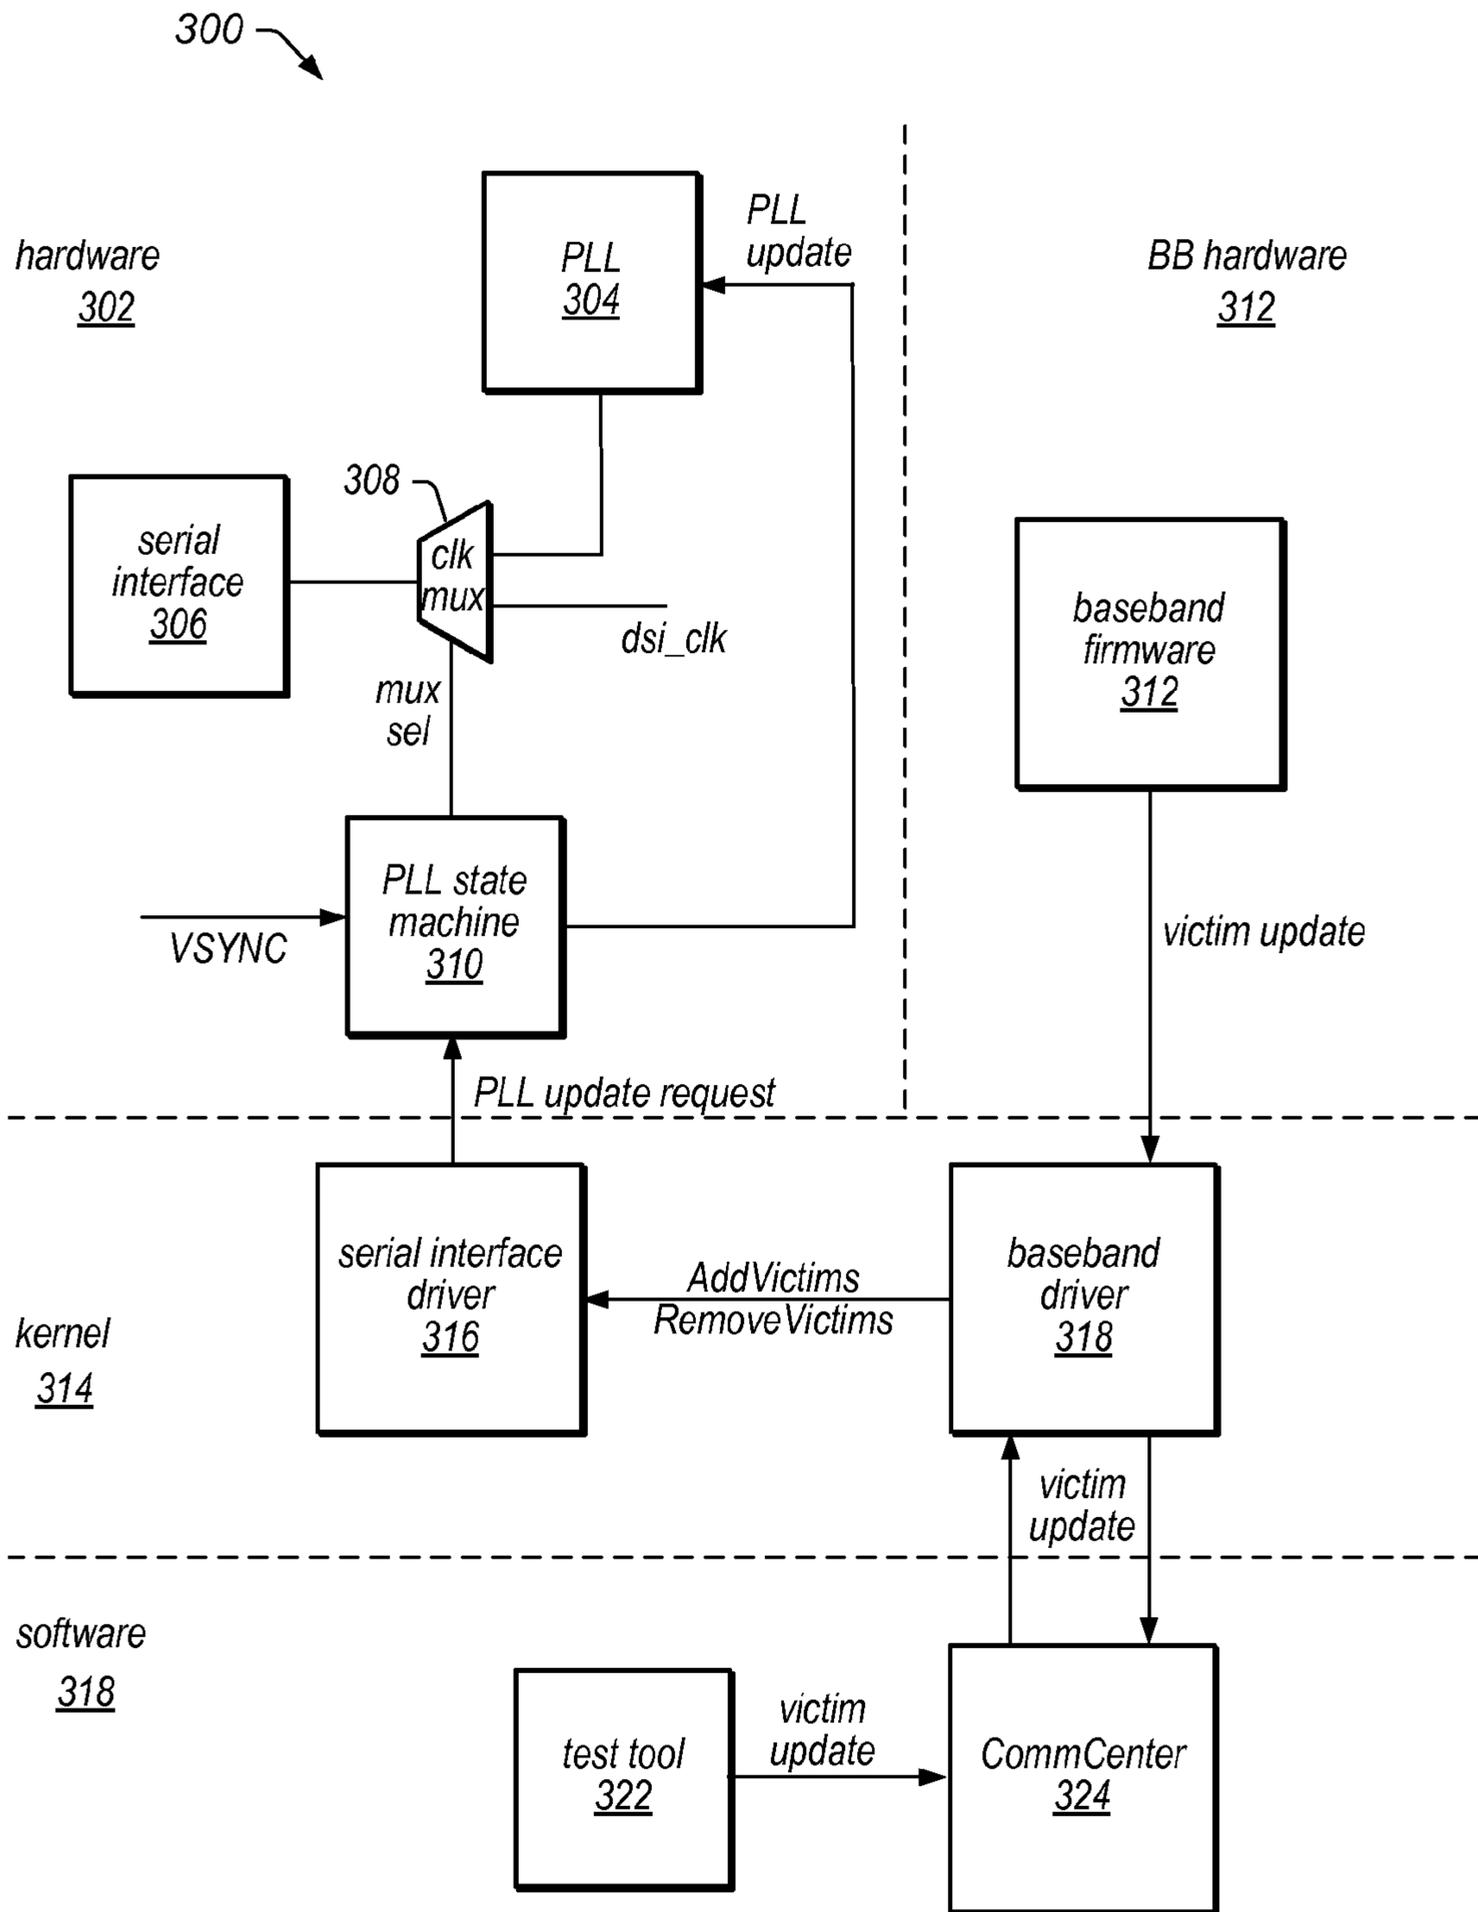 300
hardware
302
PLL
304
PLL
update
BB hardware
312
308
clk
mux
serial
interface
306
dsi_clk
baseband
firmware
312
mux
sel
PLL state
machine
310
VSYNC
victim update
PLL update request
kernel
314
serial interface
driver
316
AddVictims
RemoveVictims
baseband
driver
318
victim
update
software
318
test tool
322
victim
update
CommCenter
324